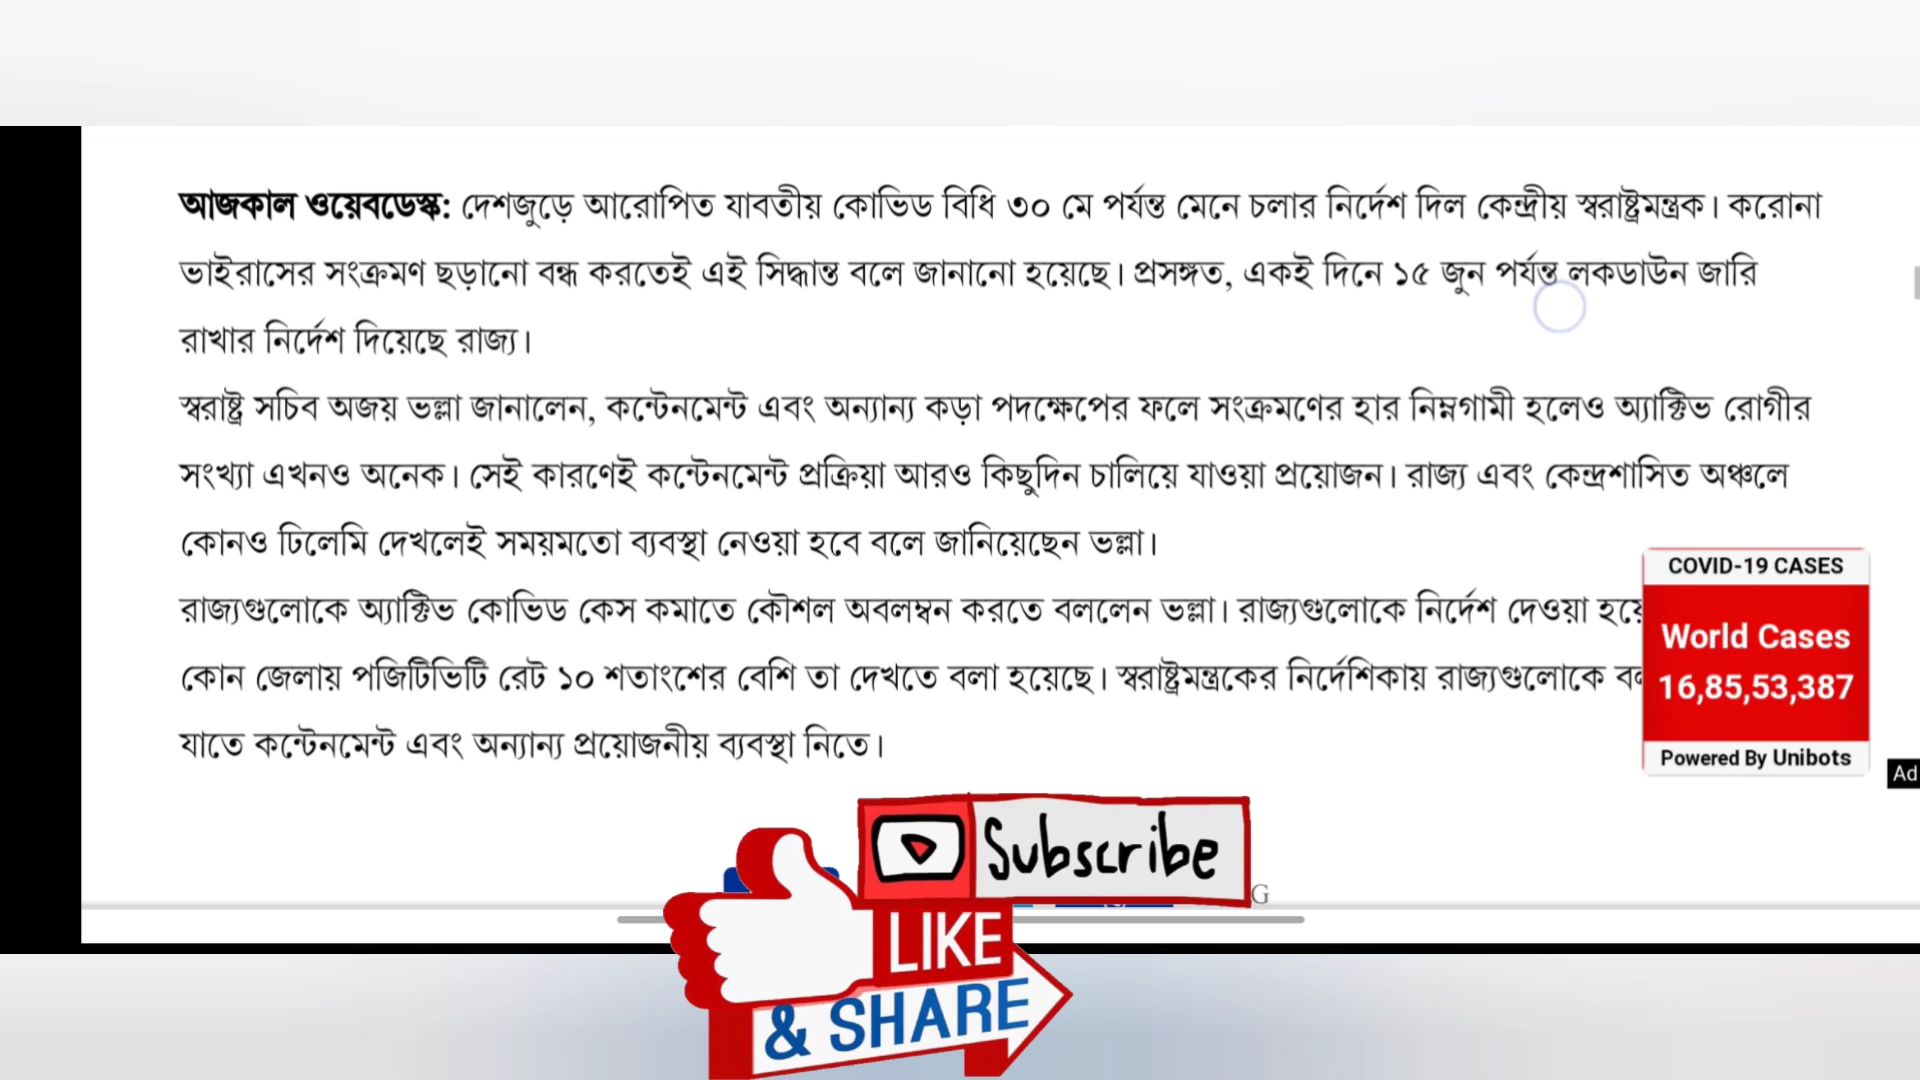 আজকাল ওয়েবডেস্ক: দেশজুড়ে আরোপিত যাবতীয় কোভিড বিধি ৩০ মে পর্যন্ত মেনে চলার নির্দেশ দিল কেন্দ্রীয় স্বরাষ্ট্রমন্ত্রক। করোনা
ভাইরাসের সংক্রমণ ছড়ানো বন্ধ করতেই এই সিদ্ধান্ত বলে জানানো হয়েছে। প্রসঙ্গত, একই দিনে ১৫ জুন পর্যন্ত লকডাউন জারি
রাখার নির্দেশ দিয়েছে রাজ্য।
স্বরাষ্ট্র সচিব অজয় ভল্লা জানালেন, কন্টেনমেন্ট এবং অন্যান্য কড়া পদক্ষেপের ফলে সংক্রমণের হার নিম্নগামী হলেও অ্যাক্টিভ রোগীর
সংখ্যা এখনও অনেক। সেই কারণেই কন্টেনমেন্ট প্রক্রিয়া আরও কিছুদিন চালিয়ে যাওয়া প্রয়োজন। রাজ্য এবং কেন্দ্রশাসিত অঞ্চলে
কোনও ঢিলেমি দেখলেই সময়মতো ব্যবস্থা নেওয়া হবে বলে জানিয়েছেন ভল্লা।
রাজ্যগুলোকে অ্যাক্টিভ কোভিড কেস কমাতে কৌশল অবলম্বন করতে বললেন ভল্লা। রাজ্যগুলোকে নির্দেশ দেওয়া
কোন জেলায় পজিটিভিটি রেট ১০ শতাংশের বেশি তা দেখতে বলা হয়েছে। স্বরাষ্ট্রমন্ত্রকের নির্দেশিকায় রাজ্যগুলোকে
যাতে কন্টেনমেন্ট এবং অন্যান্য প্রয়োজনীয় ব্যবস্থা নিতে।
COVID-19 CASES
World Cases
16,85,53,387
Powered By Unibots
Ad
Subscribe
G
LIKE
& SHARE